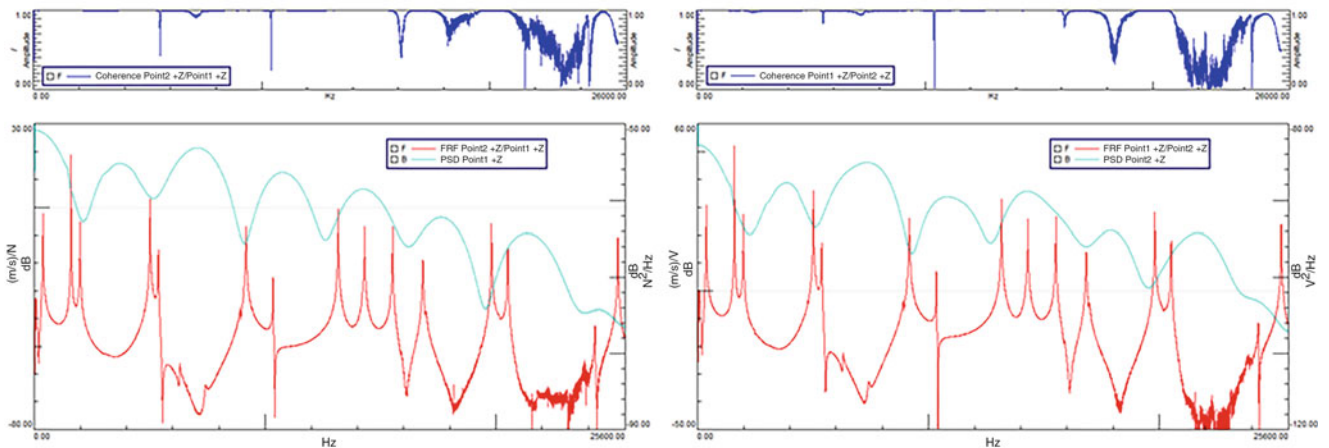 1.00
Amplitude
/
0.00
F Coherence Point2 +Z/Point1 +Z
1.00
Amplitude
0.00
0.00
Hz
26000.00
30.00
(m/s)/N
dB
-80.00
F FRF Point2 +Z/Point1 +Z
B PSD Point1 +Z
-50.00
dB
N²/Hz
-90.00
0.00
Hz
25600.00
1.00
Amplitude
/
0.00
F Coherence Point1 +Z/Point2 +Z
1.00
Amplitude
0.00
0.00
Hz
26000.00
60.00
(m/s)/V
dB
-50.00
F FRF Point1 +Z/Point2 +Z
B PSD Point2 +Z
-80.00
dB
V²/Hz
-120.00
0.00
Hz
25600.00